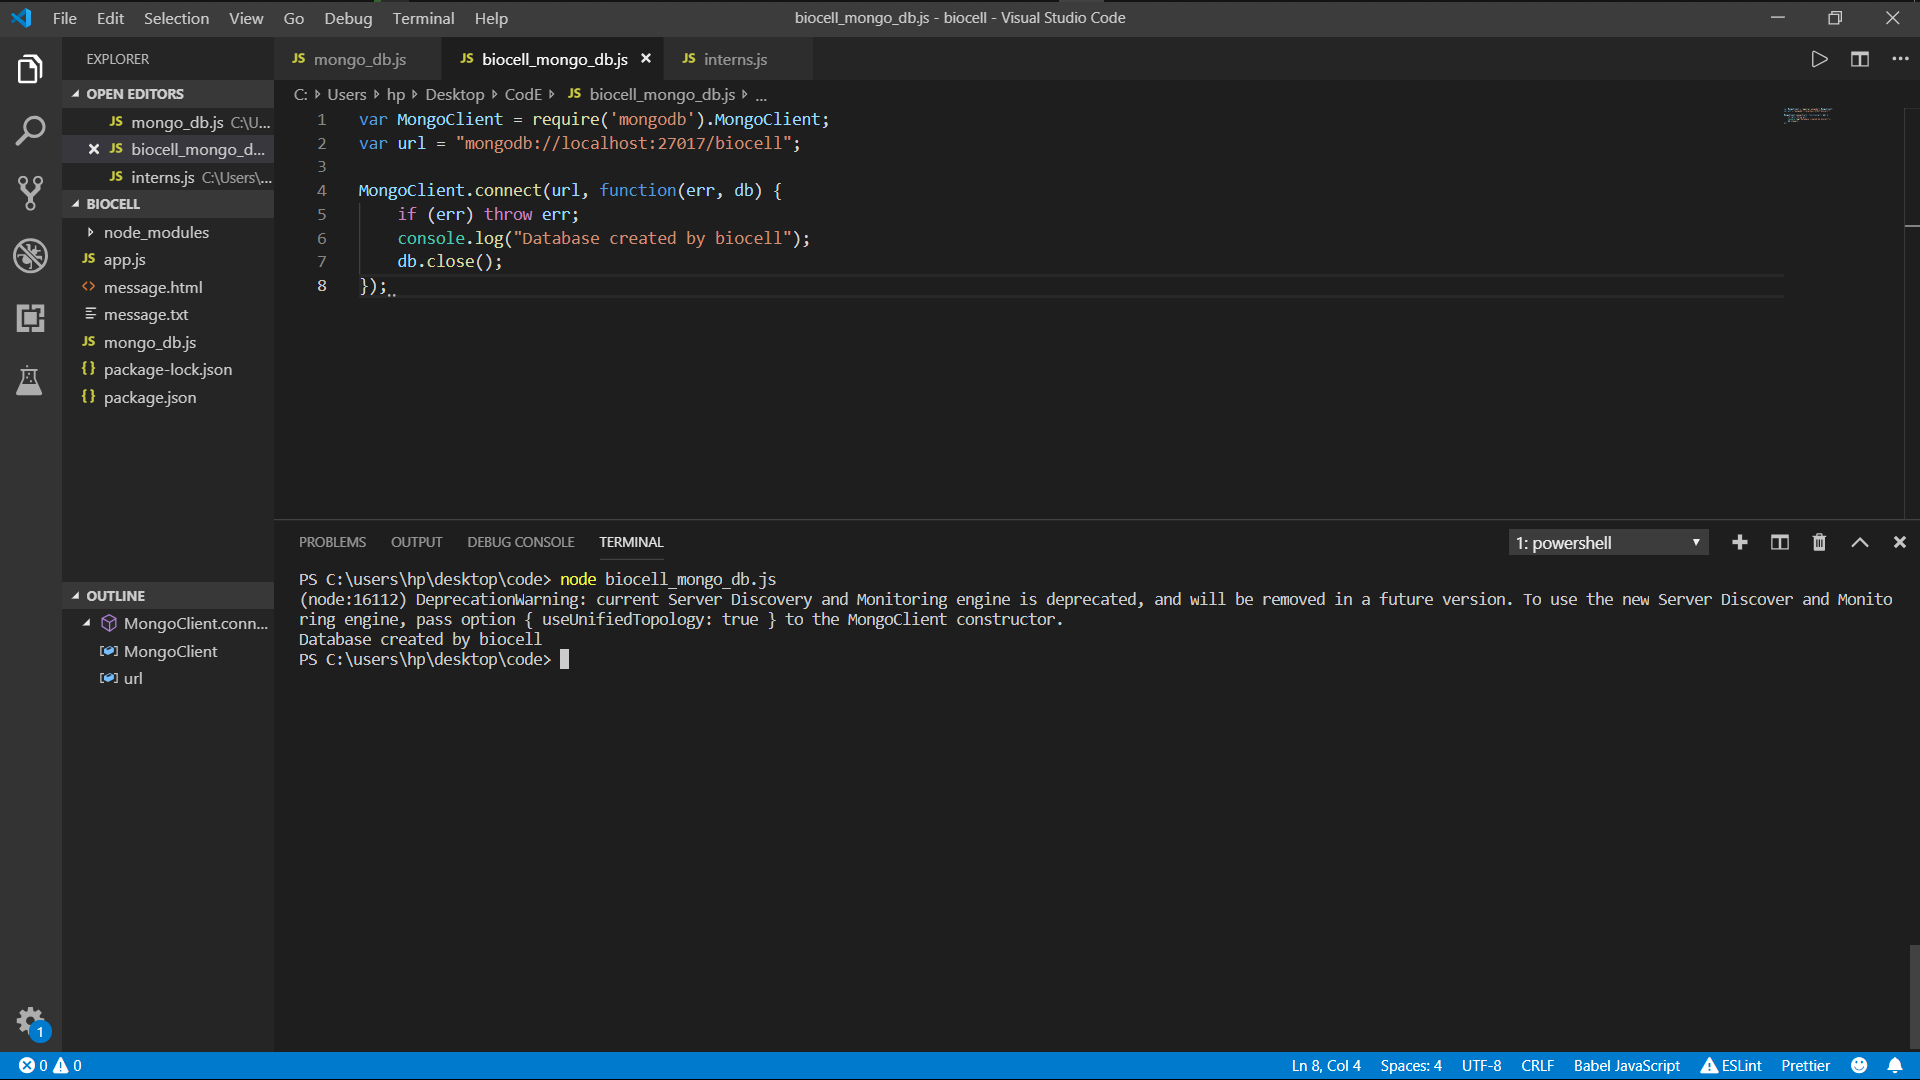 File Edit Selection View Go Debug Terminal Help
biocell_mongo_db.js - biocell - Visual Studio Code
EXPLORER
OPEN EDITORS
JS mongo_db.js C:\U...
JS biocell_mongo_d...
JS interns.js C:\Users\...
BIOCELL
node_modules
JS app.js
<> message.html
message.txt
JS mongo_db.js
{} package-lock.json
{} package.json
OUTLINE
MongoClient.conn...
MongoClient
url
JS mongo_db.js JS biocell_mongo_db.js JS interns.js
C: Users hp Desktop CodE JS biocell_mongo_db.js ...
1 var MongoClient = require('mongodb').MongoClient;
2 var url = "mongodb://localhost:27017/biocell";
3
4 MongoClient.connect(url, function(err, db) {
5 if (err) throw err;
6 console.log("Database created by biocell");
7 db.close();
8 });
PROBLEMS OUTPUT DEBUG CONSOLE TERMINAL
1: powershell
PS C:\users\hp\desktop\code> node biocell_mongo_db.js
(node:16112) DeprecationWarning: current Server Discovery and Monitoring engine is deprecated, and will be removed in a future version. To use the new Server Discover and Monito
ring engine, pass option { useUnifiedTopology: true } to the MongoClient constructor.
Database created by biocell
PS C:\users\hp\desktop\code>
1
0 0
Ln 8, Col 4 Spaces: 4 UTF-8 CRLF Babel JavaScript ESLint Prettier